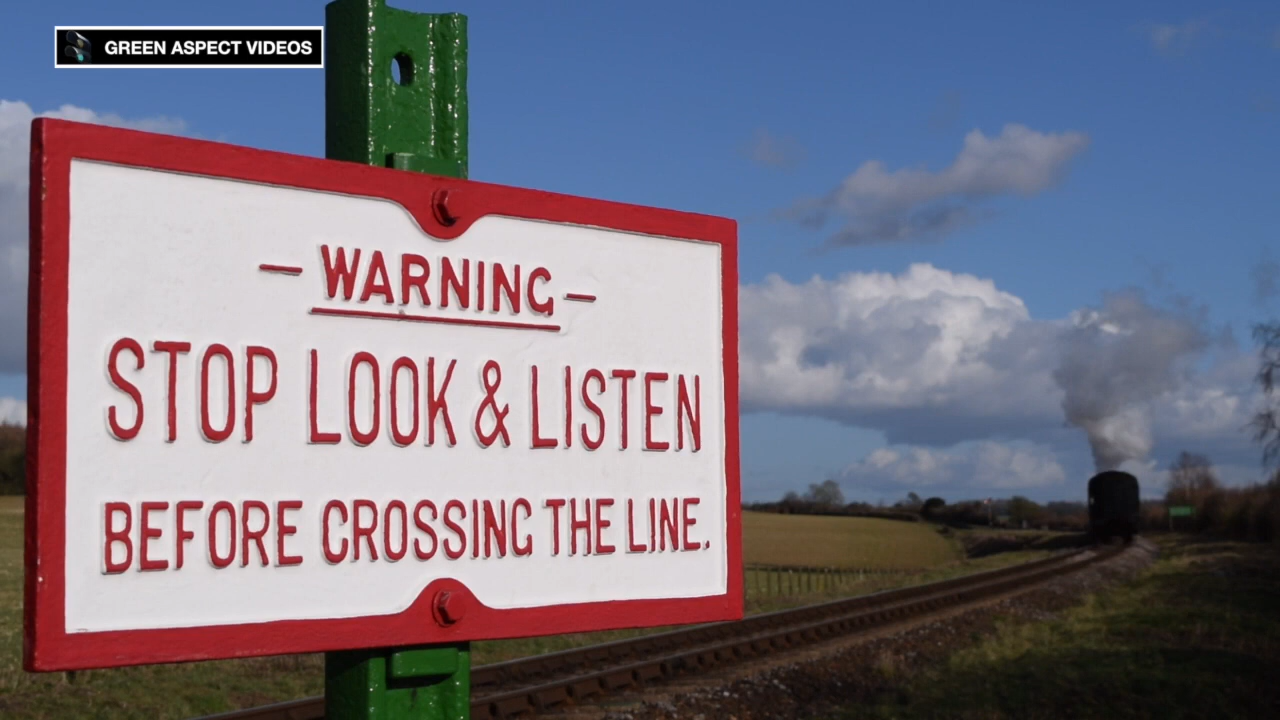 GREEN ASPECT VIDEOS
– WARNING –
STOP LOOK & LISTEN
BEFORE CROSSING THE LINE.